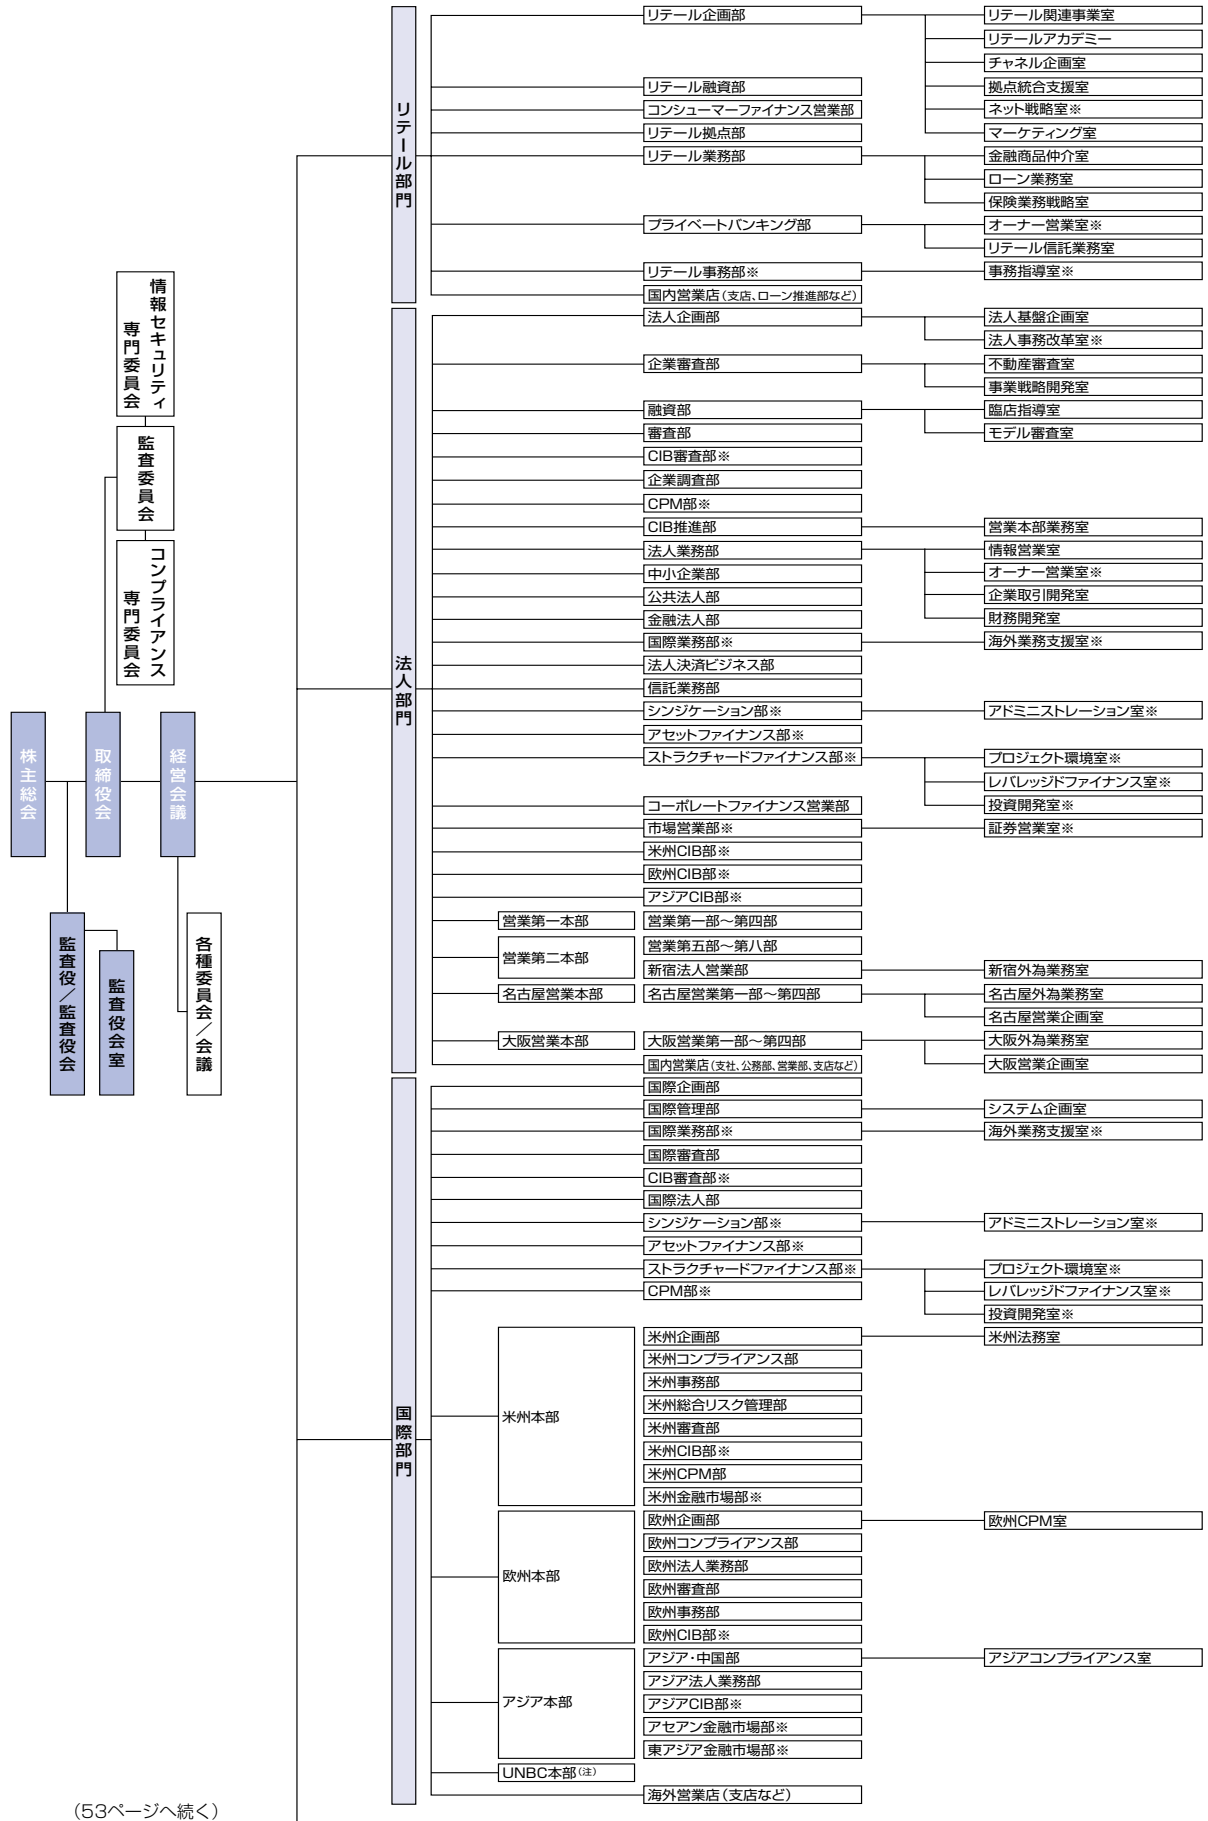 株主総会
取締役会
経営会議
情報セキュリティ
専門委員会
監査委員会
コンプライアンス
専門委員会
監査役／監査役会
監査役会室
各種委員会／会議
リテール部門
リテール企画部
リテール関連事業室
リテールアカデミー
チャネル企画室
拠点統合支援室
ネット戦略室※
マーケティング室
リテール融資部
コンシューマーファイナンス営業部
リテール拠点部
リテール業務部
金融商品仲介室
ローン業務室
保険業務戦略室
プライベートバンキング部
オーナー営業室※
リテール信託業務室
リテール事務部※
事務指導室※
国内営業店（支店、ローン推進部など）
法人部門
法人企画部
法人基盤企画室
法人事務改革室※
企業審査部
不動産審査室
事業戦略開発室
融資部
臨店指導室
モデル審査室
審査部
CIB審査部※
企業調査部
CPM部※
CIB推進部
営業本部業務室
法人業務部
情報営業室
オーナー営業室※
企業取引開発室
財務開発室
中小企業部
公共法人部
金融法人部
国際業務部※
海外業務支援室※
法人決済ビジネス部
信託業務部
シンジケーション部※
アドミニストレーション室※
アセットファイナンス部※
ストラクチャードファイナンス部※
プロジェクト環境室※
レバレッジドファイナンス室※
投資開発室※
コーポレートファイナンス営業部
市場営業部※
証券営業室※
米州CIB部※
欧州CIB部※
アジアCIB部※
営業第一本部
営業第一部〜第四部
営業第二本部
営業第五部〜第八部
新宿法人営業部
新宿外為業務室
名古屋営業本部
名古屋営業第一部〜第四部
名古屋外為業務室
名古屋営業企画室
大阪営業本部
大阪営業第一部〜第四部
大阪外為業務室
大阪営業企画室
国内営業店（支社、公務部、営業部、支店など）
国際部門
国際企画部
国際管理部
システム企画室
国際業務部※
海外業務支援室※
国際審査部
CIB審査部※
国際法人部
シンジケーション部※
アドミニストレーション室※
アセットファイナンス部※
ストラクチャードファイナンス部※
プロジェクト環境室※
レバレッジドファイナンス室※
投資開発室※
CPM部※
米州本部
米州企画部
米州法務室
米州コンプライアンス部
米州事務部
米州総合リスク管理部
米州審査部
米州CIB部※
米州CPM部
米州金融市場部※
欧州本部
欧州企画部
欧州CPM室
欧州コンプライアンス部
欧州法人業務部
欧州審査部
欧州事務部
欧州CIB部※
アジア本部
アジア・中国部
アジアコンプライアンス室
アジア法人業務部
アジアCIB部※
アセアン金融市場部※
東アジア金融市場部※
UNBC本部（注）
海外営業店（支店など）
（53ページへ続く）